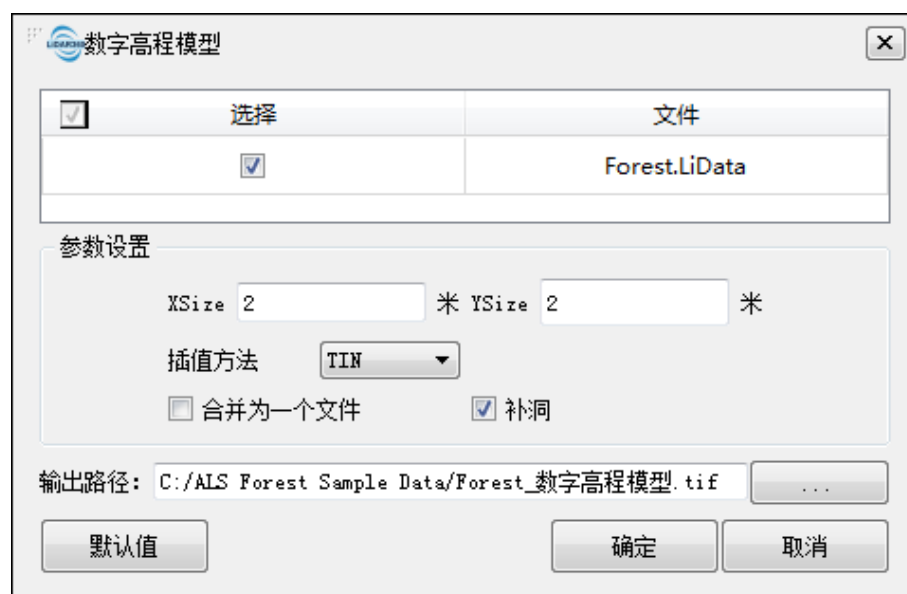 数字高程模型
选择 文件
Forest.LiData
参数设置
XSize 2 米 YSize 2 米
插值方法 TIN
合并为一个文件 补洞
输出路径: C:/ALS Forest Sample Data/Forest_数字高程模型.tif ...
默认值 确定 取消